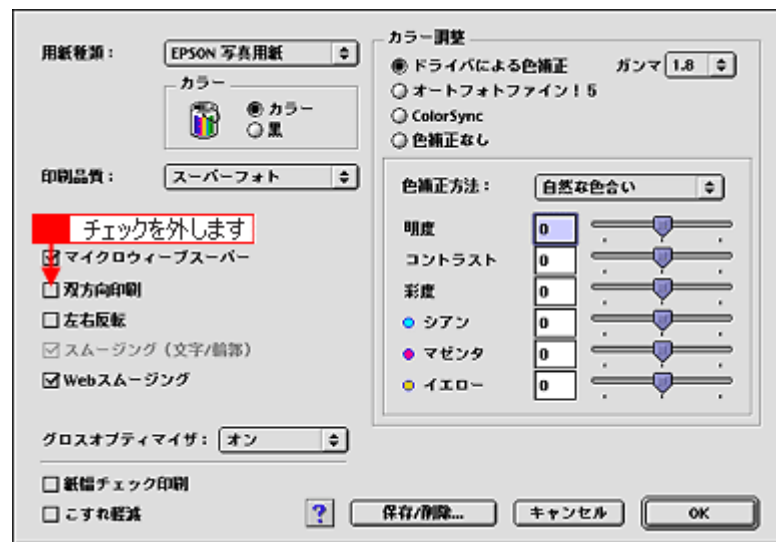 用紙種類：
EPSON 写真用紙
カラー
カラー
黒
印刷品質：
スーパーフォト
チェックを外します
マイクロウィーブスーパー
双方向印刷
左右反転
スムージング（文字/輪郭）
Webスムージング
グロスオプティマイザ：
オン
紙幅チェック印刷
こすれ軽減
カラー調整
ドライバによる色補正
ガンマ
1.8
オートフォトファイン！5
ColorSync
色補正なし
色補正方法：
自然な色合い
明度
0
コントラスト
0
彩度
0
シアン
0
マゼンタ
0
イエロー
0
?
保存/削除...
キャンセル
OK